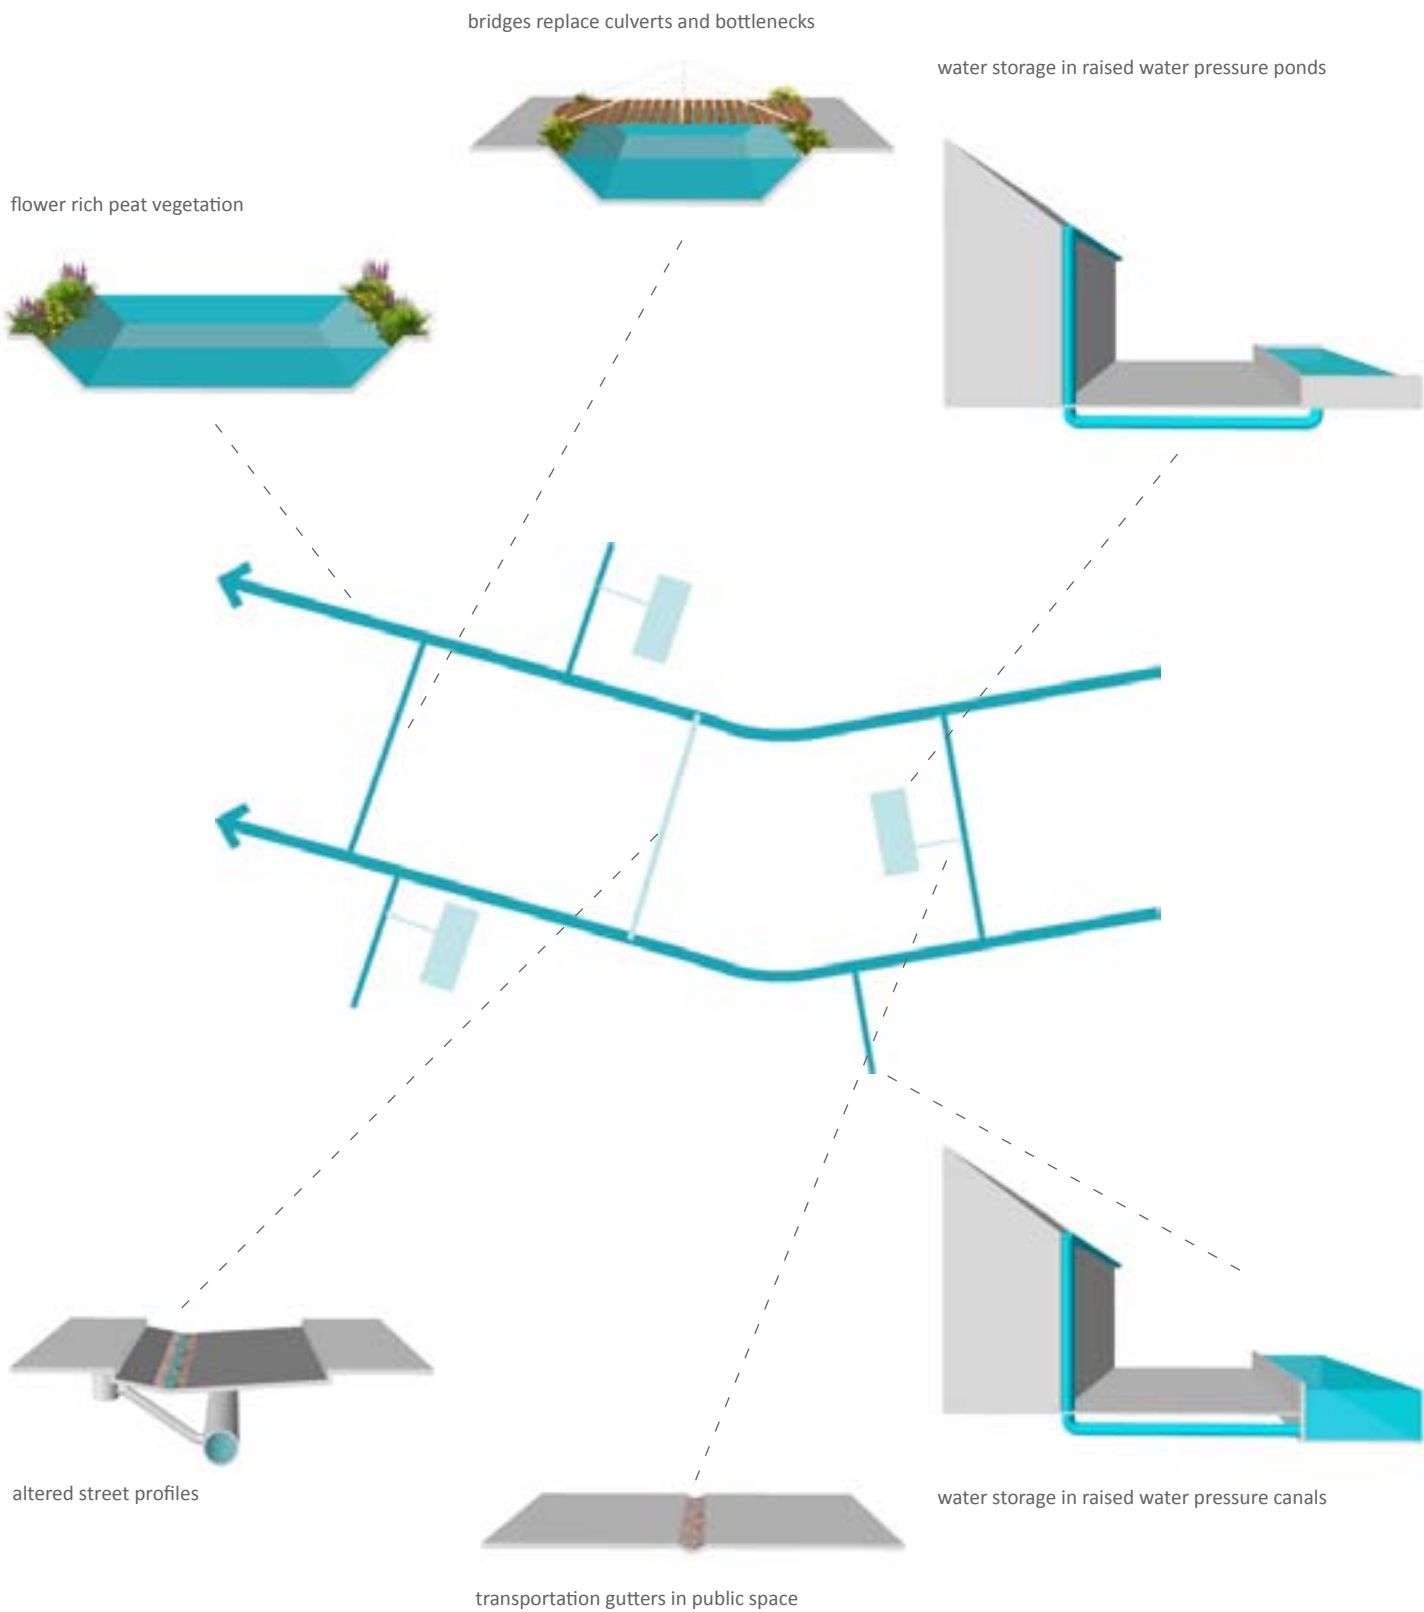 bridges replace culverts and bottlenecks
water storage in raised water pressure ponds
flower rich peat vegetation
altered street profiles
water storage in raised water pressure canals
transportation gutters in public space